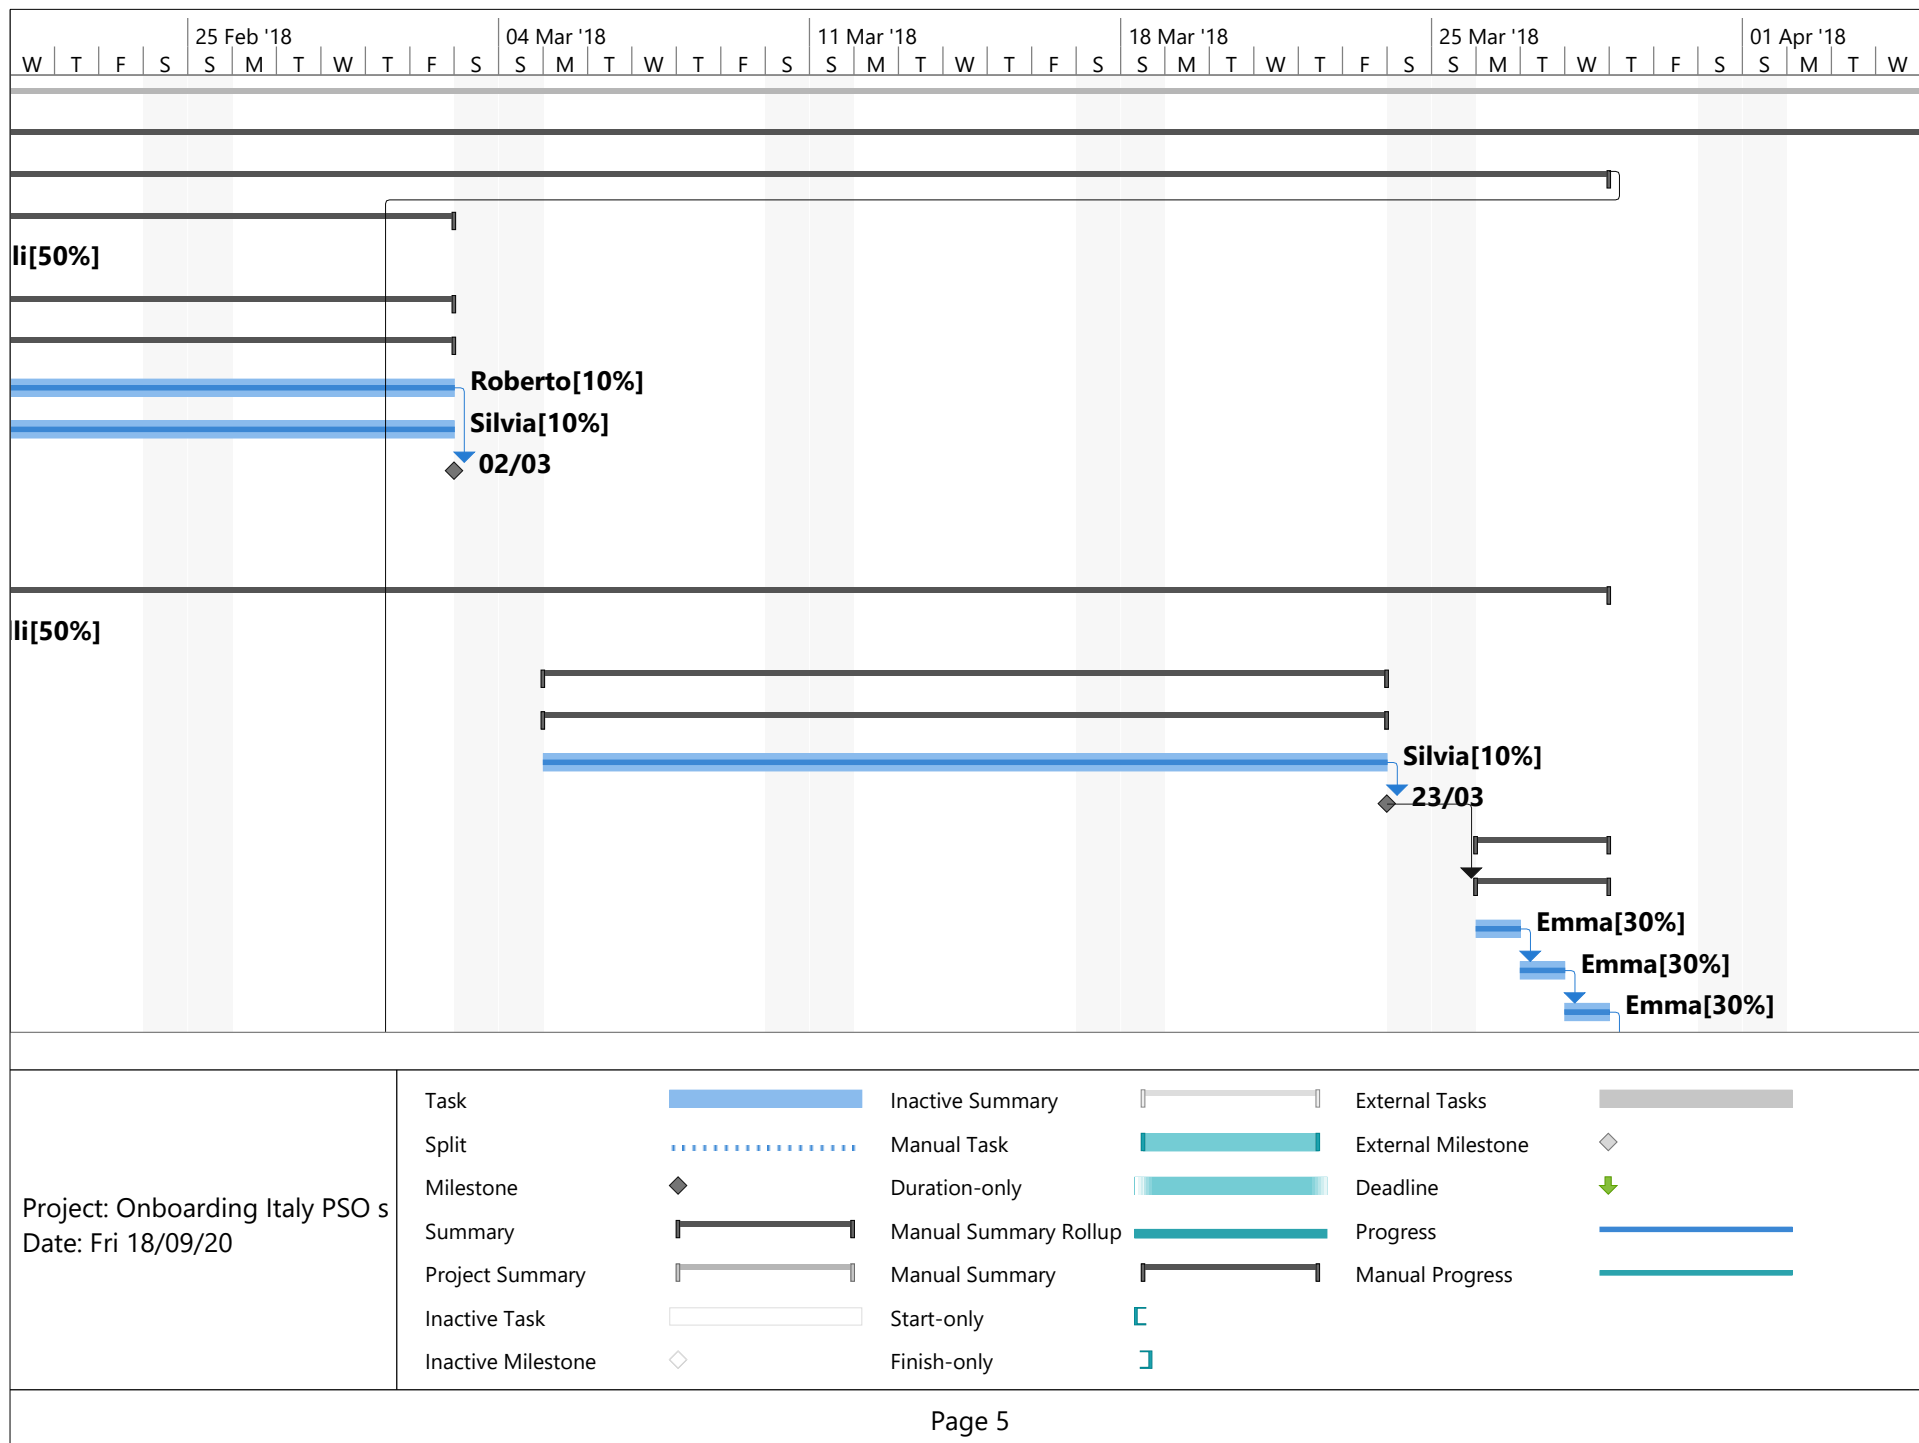 25 Feb '18 04 Mar '18 11 Mar '18 18 Mar '18 25 Mar '18 01 Apr '18
W T F S S M T W T F S S M T W T F S S M T W T F S S M T W T F S S M T W T F S S M T W
li[50%]
Roberto[10%]
Silvia[10%]
02/03
lli[50%]
Silvia[10%]
23/03
Emma[30%]
Emma[30%]
Emma[30%]
Project: Onboarding Italy PSO s
Date: Fri 18/09/20
Task
Split
Milestone
Summary
Project Summary
Inactive Task
Inactive Milestone
Inactive Summary
Manual Task
Duration-only
Manual Summary Rollup
Manual Summary
Start-only
Finish-only
External Tasks
External Milestone
Deadline
Progress
Manual Progress
Page 5